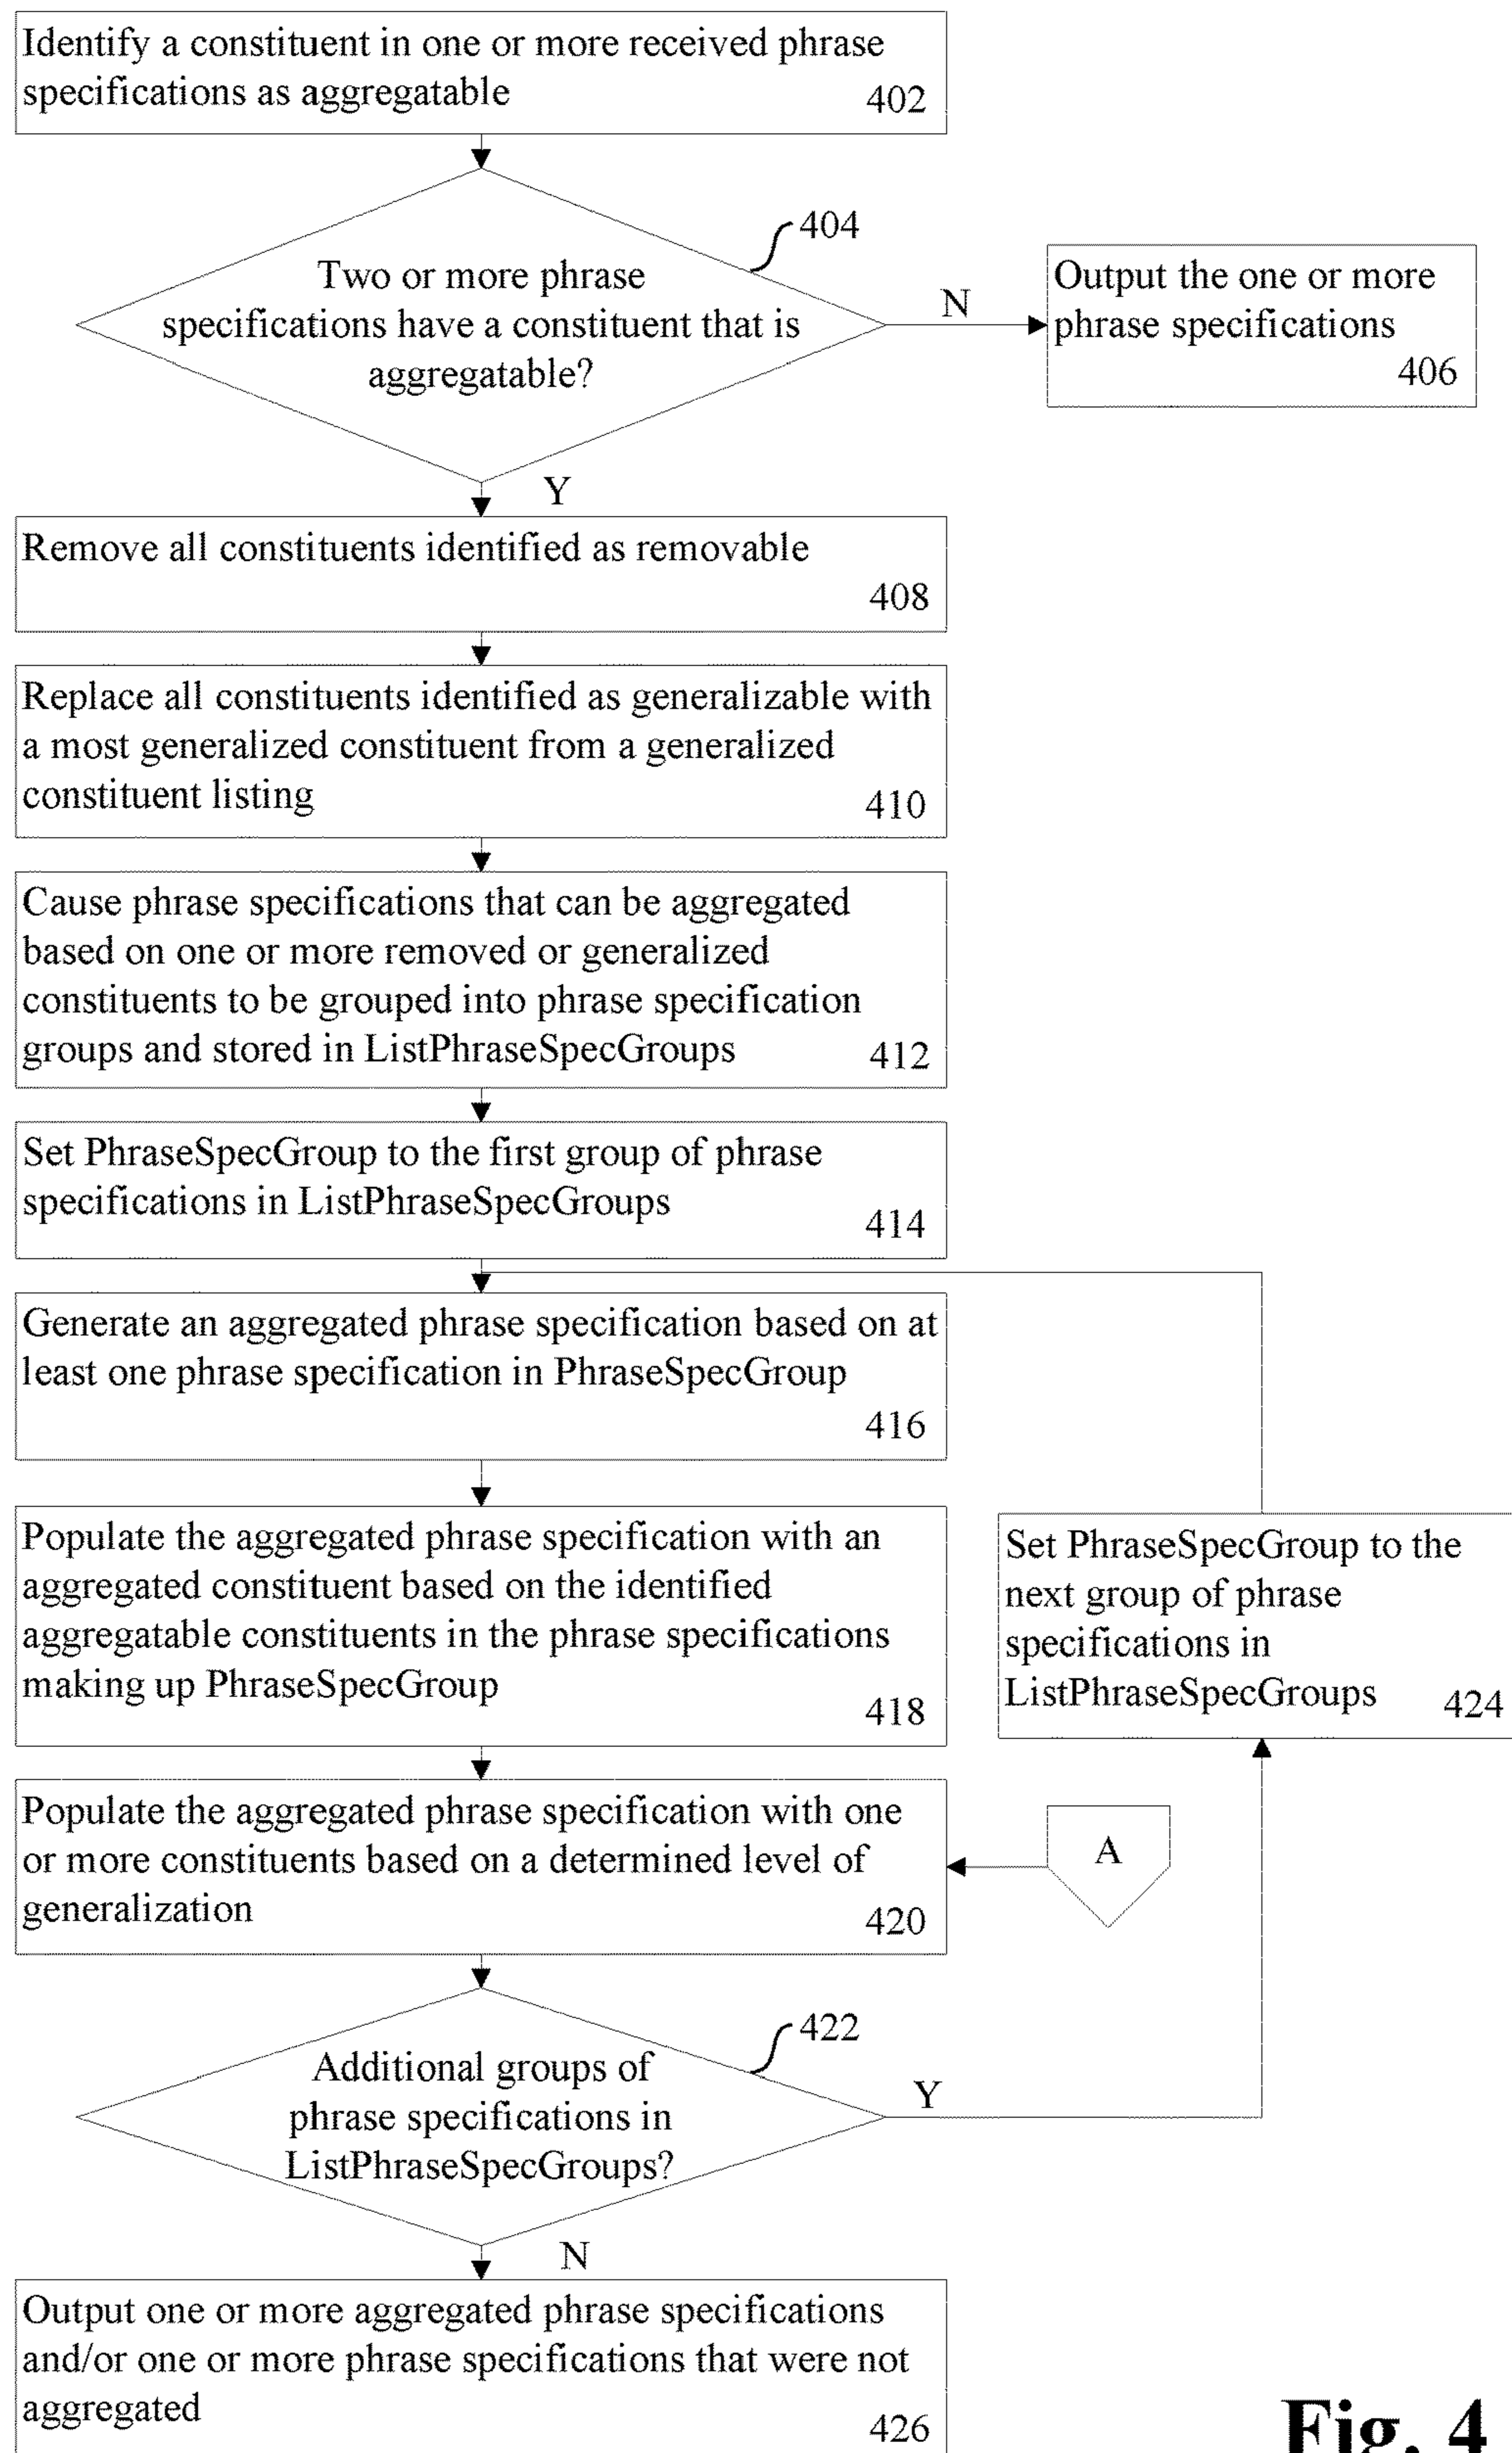 Identify a constituent in one or more received phrase
specifications as aggregatable
402
404
Two or more phrase
specifications have a constituent that is
aggregatable?
N
Output the one or more
phrase specifications
406
Y
Remove all constituents identified as removable
408
Replace all constituents identified as generalizable with
a most generalized constituent from a generalized
constituent listing
410
Cause phrase specifications that can be aggregated
based on one or more removed or generalized
constituents to be grouped into phrase specification
groups and stored in ListPhraseSpecGroups
412
Set PhraseSpecGroup to the first group of phrase
specifications in ListPhraseSpecGroups
414
Generate an aggregated phrase specification based on at
least one phrase specification in PhraseSpecGroup
416
Populate the aggregated phrase specification with an
aggregated constituent based on the identified
aggregatable constituents in the phrase specifications
making up PhraseSpecGroup
418
Set PhraseSpecGroup to the
next group of phrase
specifications in
ListPhraseSpecGroups
424
Populate the aggregated phrase specification with one
or more constituents based on a determined level of
generalization
420
A
422
Additional groups of
phrase specifications in
ListPhraseSpecGroups?
Y
N
Output one or more aggregated phrase specifications
and/or one or more phrase specifications that were not
aggregated
426
Fig. 4